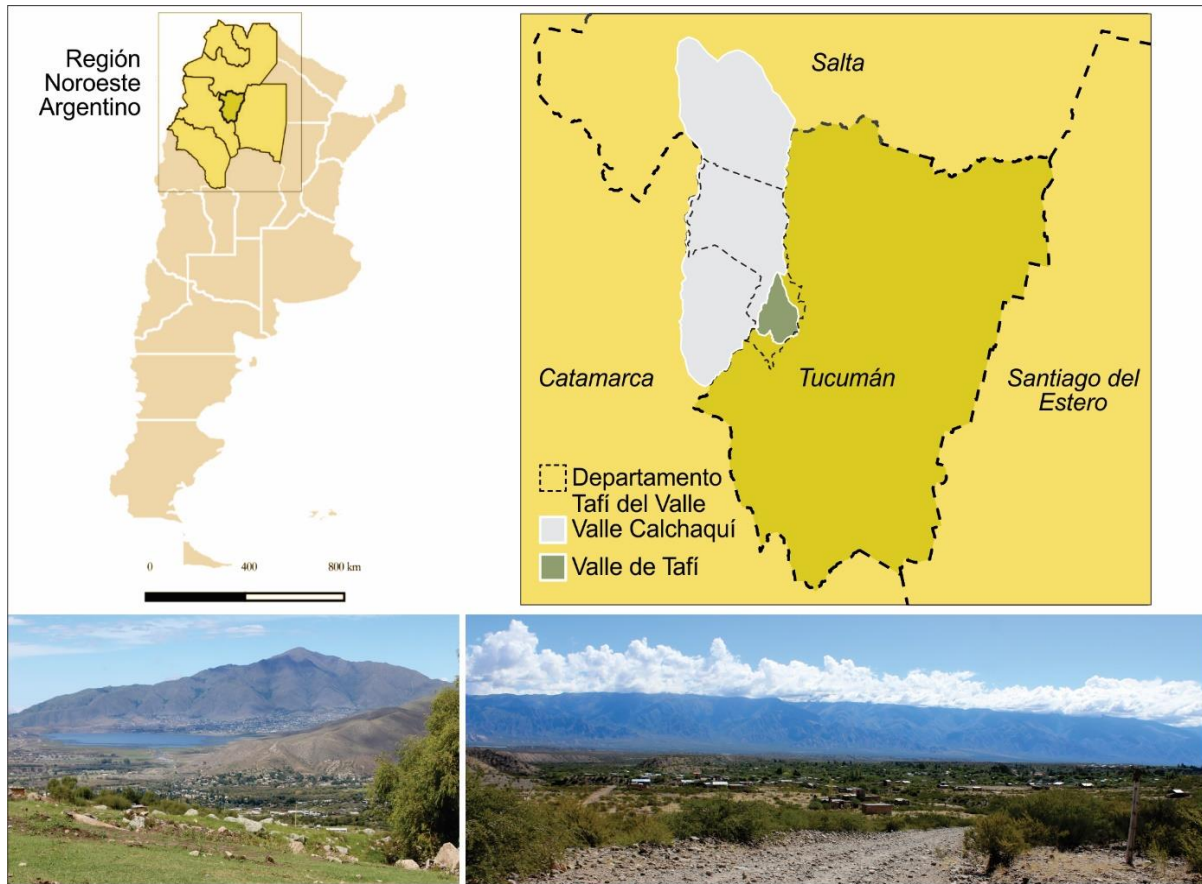 Región
Noroeste
Argentino
0 400 800 km
Salta
Catamarca
Tucumán
Santiago del
Estero
Departamento
Tafí del Valle
Valle Calchaquí
Valle de Tafí